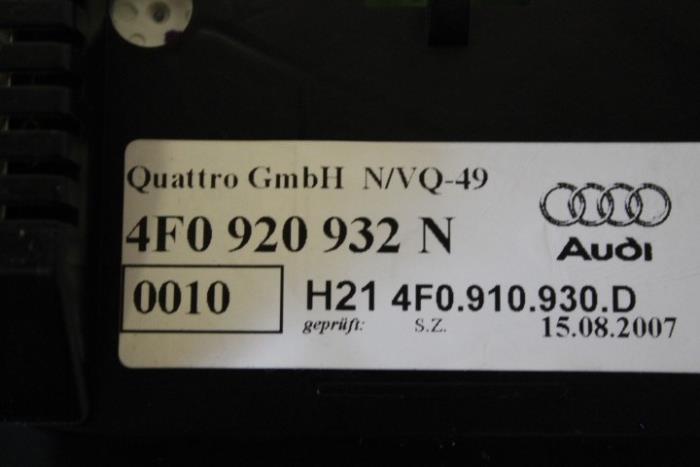 Quattro GmbH N/VQ-49
4F0 920 932 N
Audi
0010
H21 4F0.910.930.D
geprüft: S.Z. 15.08.2007